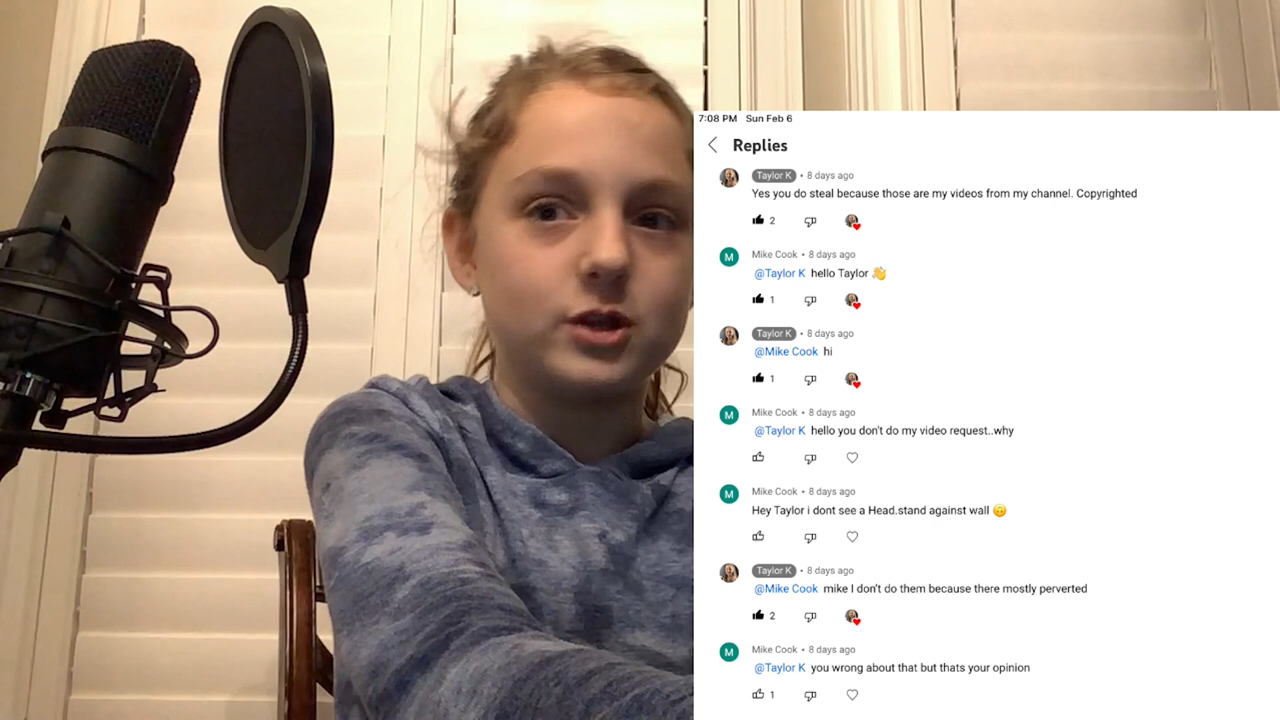 7:08 PM Sun Feb 6
Replies
Taylor K • 8 days ago
Yes you do steal because those are my videos from my channel. Copyrighted
2
M Mike Cook • 8 days ago
@Taylor K hello Taylor 👋
1
Taylor K • 8 days ago
@Mike Cook hi
1
M Mike Cook • 8 days ago
@Taylor K hello you don't do my video request..why
M Mike Cook • 8 days ago
Hey Taylor i dont see a Head.stand against wall 🙃
Taylor K • 8 days ago
@Mike Cook mike I don't do them because there mostly perverted
2
M Mike Cook • 8 days ago
@Taylor K you wrong about that but thats your opinion
1